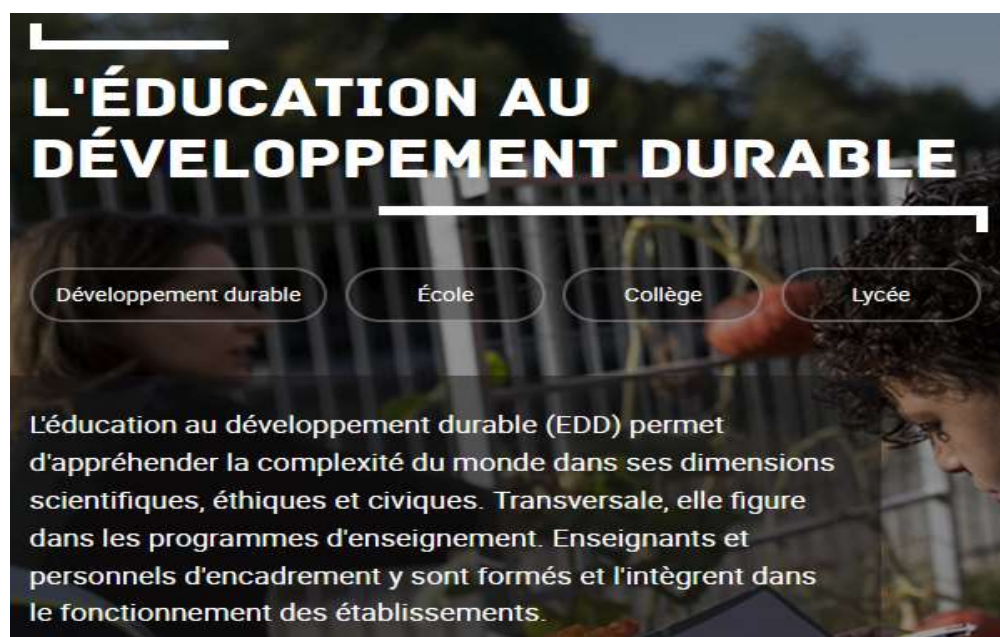 L'ÉDUCATION AU
DÉVELOPPEMENT DURABLE
Développement durable École Collège Lycée
L'éducation au développement durable (EDD) permet
d'appréhender la complexité du monde dans ses dimensions
scientifiques, éthiques et civiques. Transversale, elle figure
dans les programmes d'enseignement. Enseignants et
personnels d'encadrement y sont formés et l'intègrent dans
le fonctionnement des établissements.